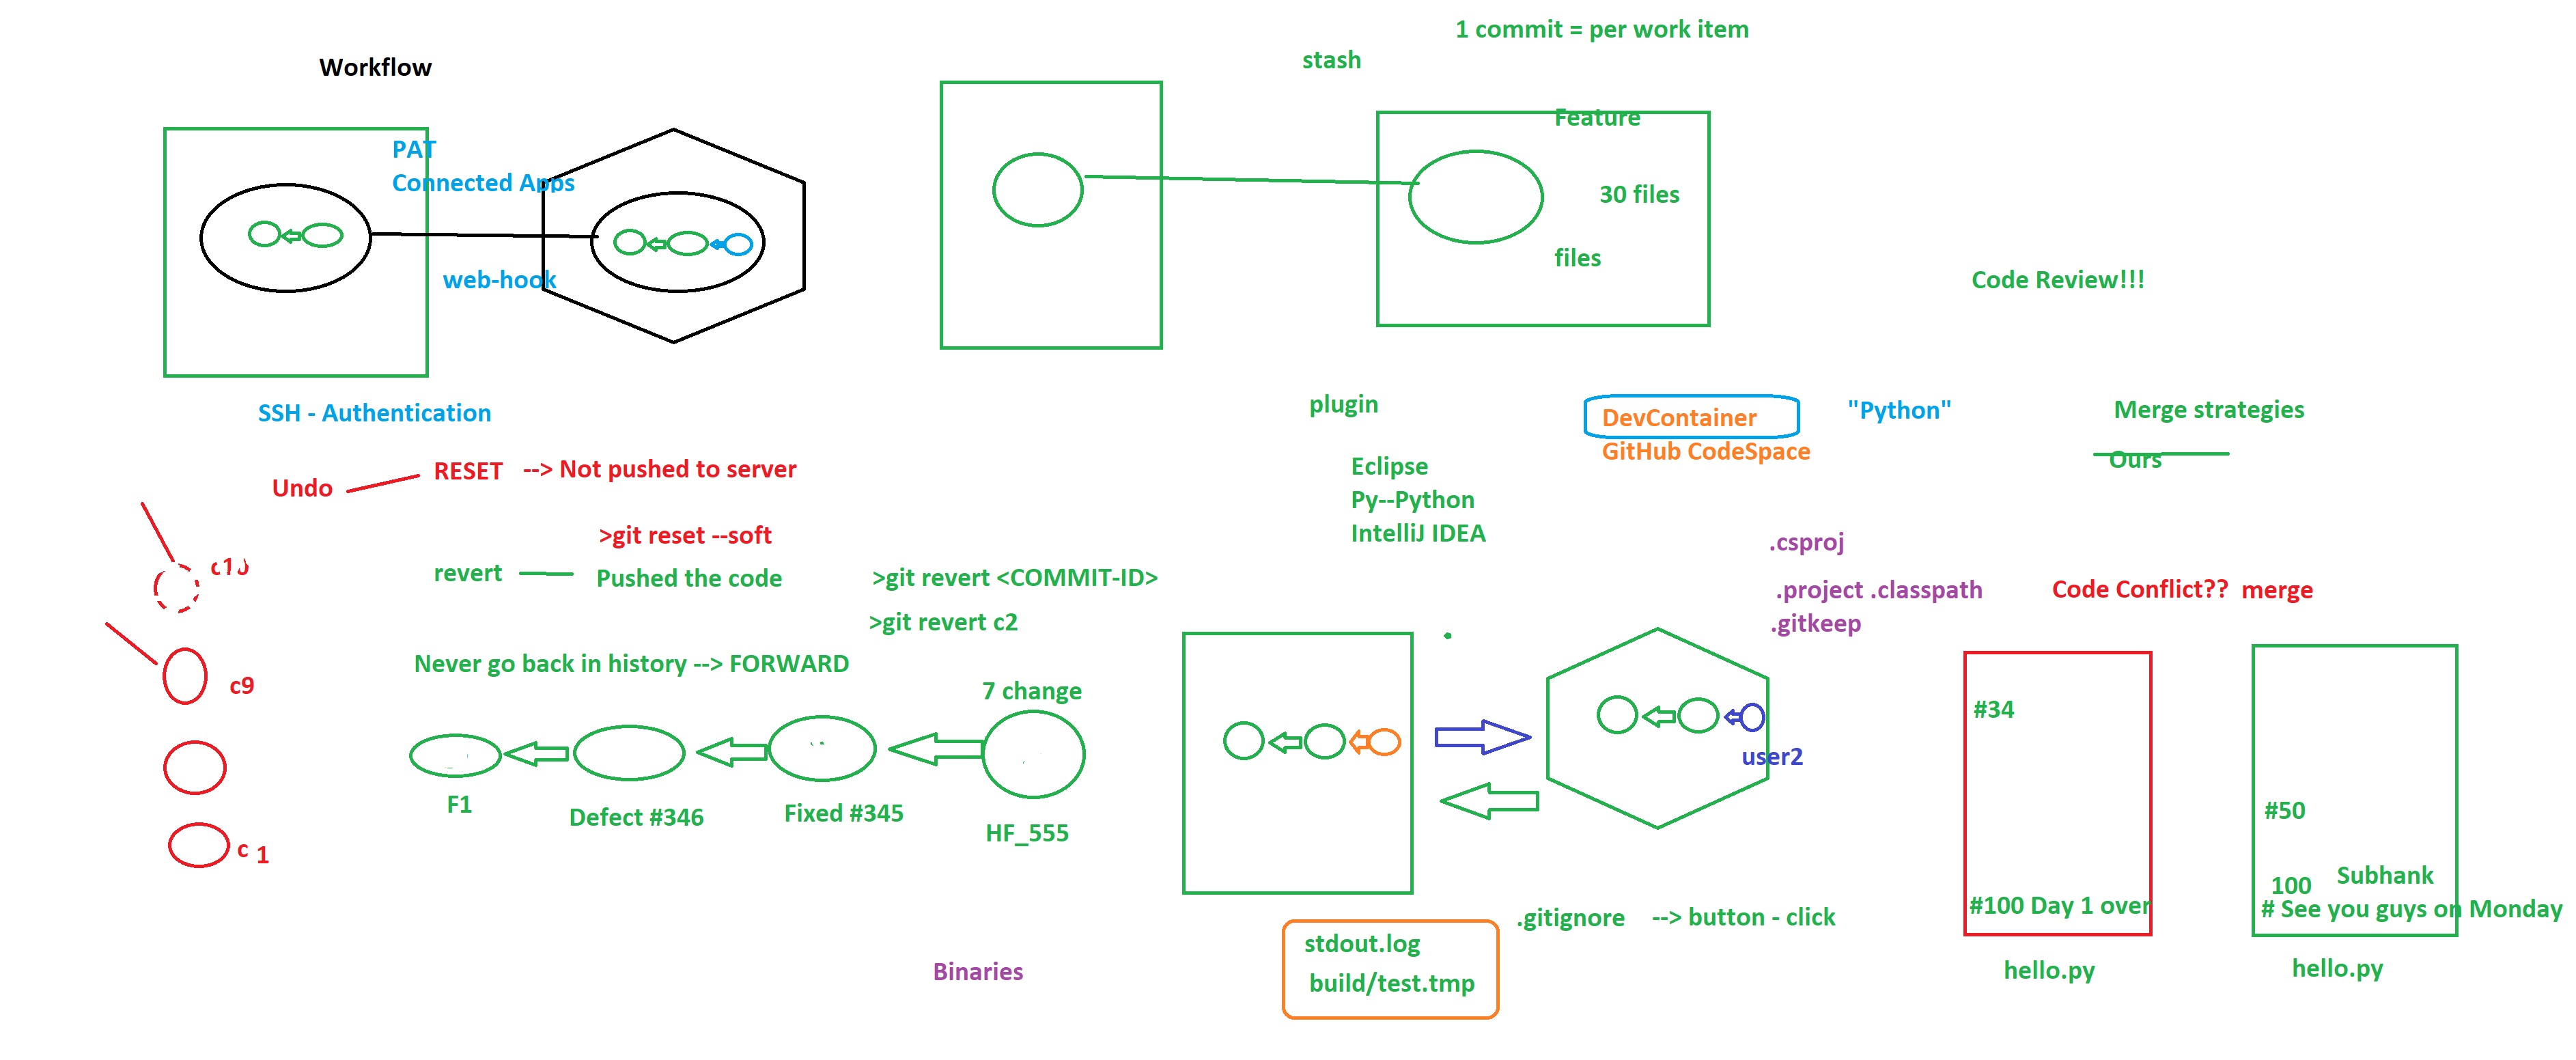 1 commit = per work item
stash
Workflow
Feature
PAT
Connected Apps
30 files
files
web-hook
Code Review!!!
SSH - Authentication
plugin
DevContainer
GitHub CodeSpace
"Python"
Merge strategies
Ours
Undo
RESET --> Not pushed to server
Eclipse
Py--Python
IntelliJ IDEA
>git reset --soft
revert
Pushed the code
>git revert <COMMIT-ID>
>git revert c2
.csproj
.project .classpath
.gitkeep
Code Conflict?? merge
Never go back in history --> FORWARD
c9
7 change
#34
user2
F1
Defect #346
Fixed #345
HF_555
c 1
#50
100 Subhank
#100 Day 1 over
# See you guys on Monday
.gitignore --> button - click
stdout.log
build/test.tmp
Binaries
hello.py
hello.py